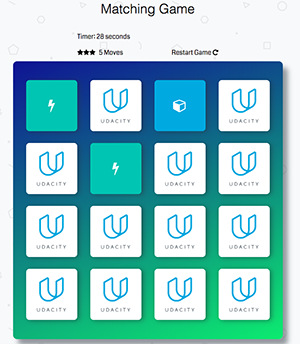 Matching Game
Timer: 28 seconds
5 Moves Restart Game
UDACITY UDACITY
UDACITY UDACITY UDACITY
UDACITY UDACITY UDACITY UDACITY
UDACITY UDACITY UDACITY UDACITY